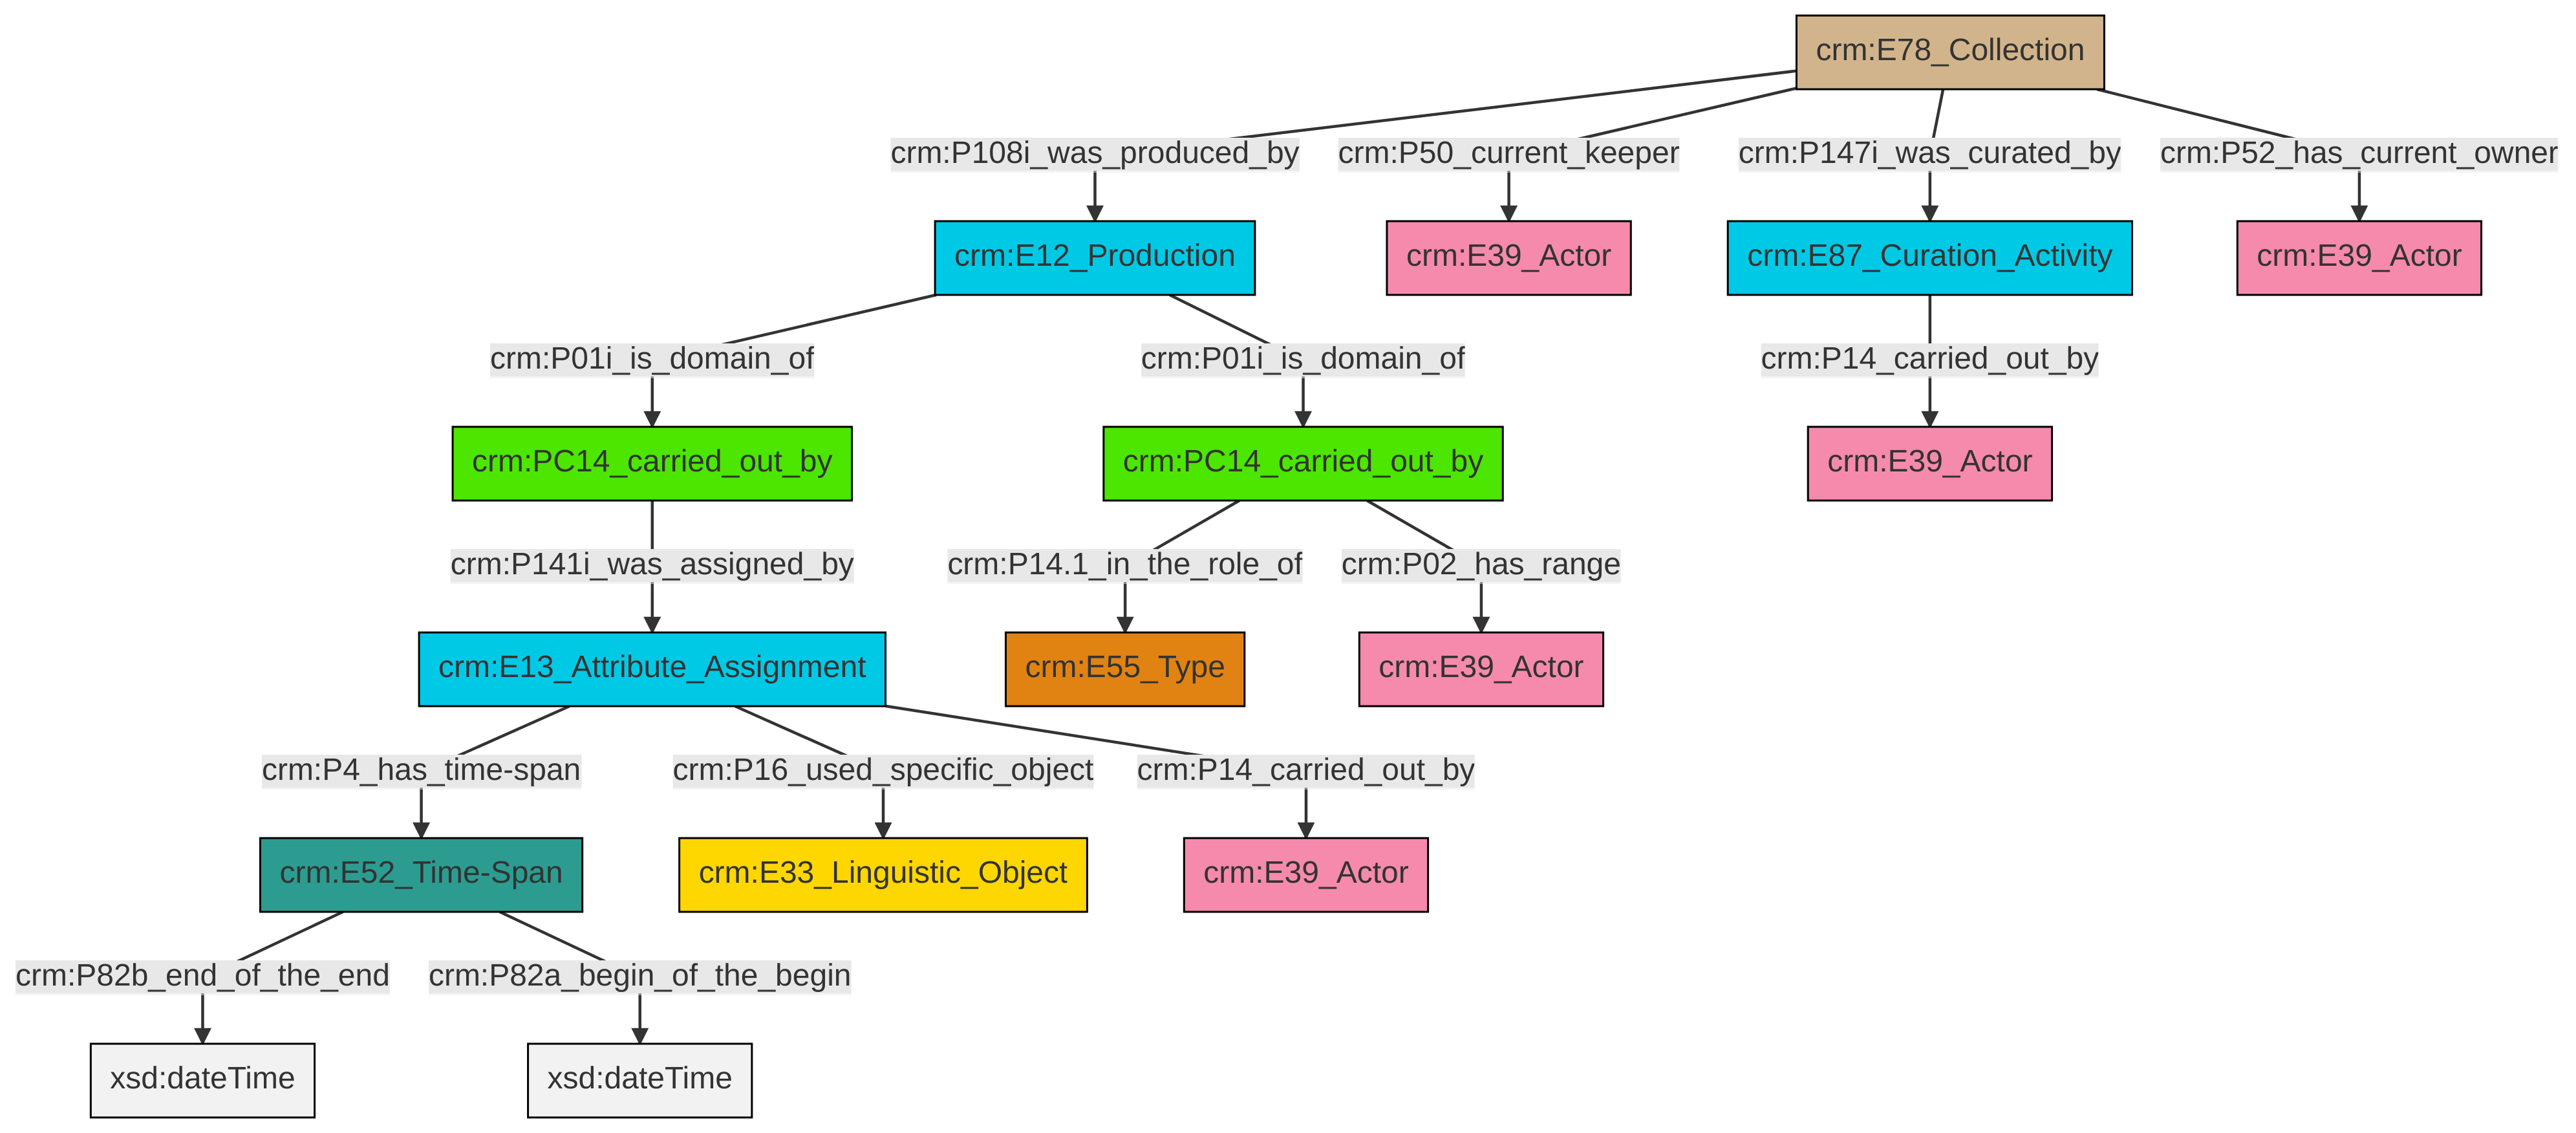 crm:E78_Collection
crm:P108i_was_produced_by
crm:P50_current_keeper
crm:P147i_was_curated_by
crm:P52_has_current_owner
crm:E12_Production
crm:E39_Actor
crm:E87_Curation_Activity
crm:E39_Actor
crm:P01i_is_domain_of
crm:P01i_is_domain_of
crm:P14_carried_out_by
crm:PC14_carried_out_by
crm:PC14_carried_out_by
crm:E39_Actor
crm:P141i_was_assigned_by
crm:P14.1_in_the_role_of
crm:P02_has_range
crm:E13_Attribute_Assignment
crm:E55_Type
crm:E39_Actor
crm:P4_has_time-span
crm:P16_used_specific_object
crm:P14_carried_out_by
crm:E52_Time-Span
crm:E33_Linguistic_Object
crm:E39_Actor
crm:P82b_end_of_the_end
crm:P82a_begin_of_the_begin
xsd:dateTime
xsd:dateTime